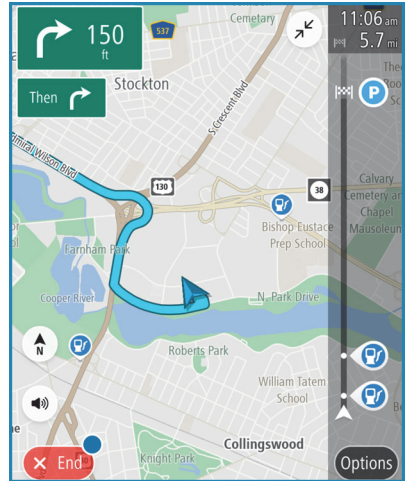 150
ft
Then
537
Cemetery
11:06 am
5.7 mi
Stockton
S Crescent Blvd
P
Admiral Wilson Blvd
130
38
Calvary
Cemetery an
Chapel
Mausoleum
Bishop Eustace
Prep School
Farnham Park
Cooper River
N. Park Drive
N
Roberts Park
William Tatem
School
Collingswood
Knight Park
× End
Options